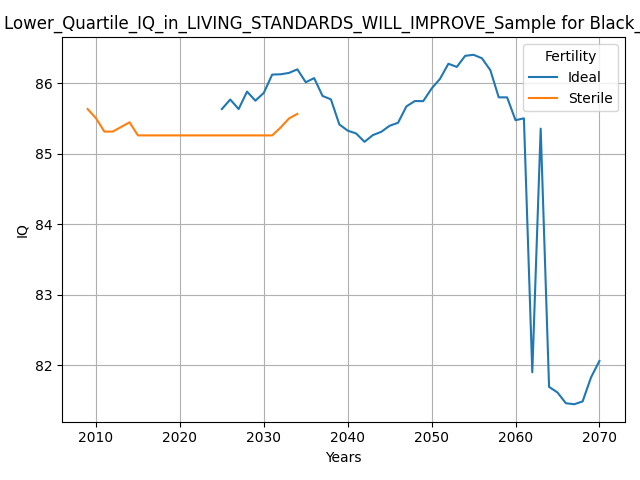 Lower_Quartile_IQ_in_LIVING_STANDARDS_WILL_IMPROVE_Sample for Black_
Fertility
Ideal
Sterile
86
85
84
83
82
IQ
2010 2020 2030 2040 2050 2060 2070
Years